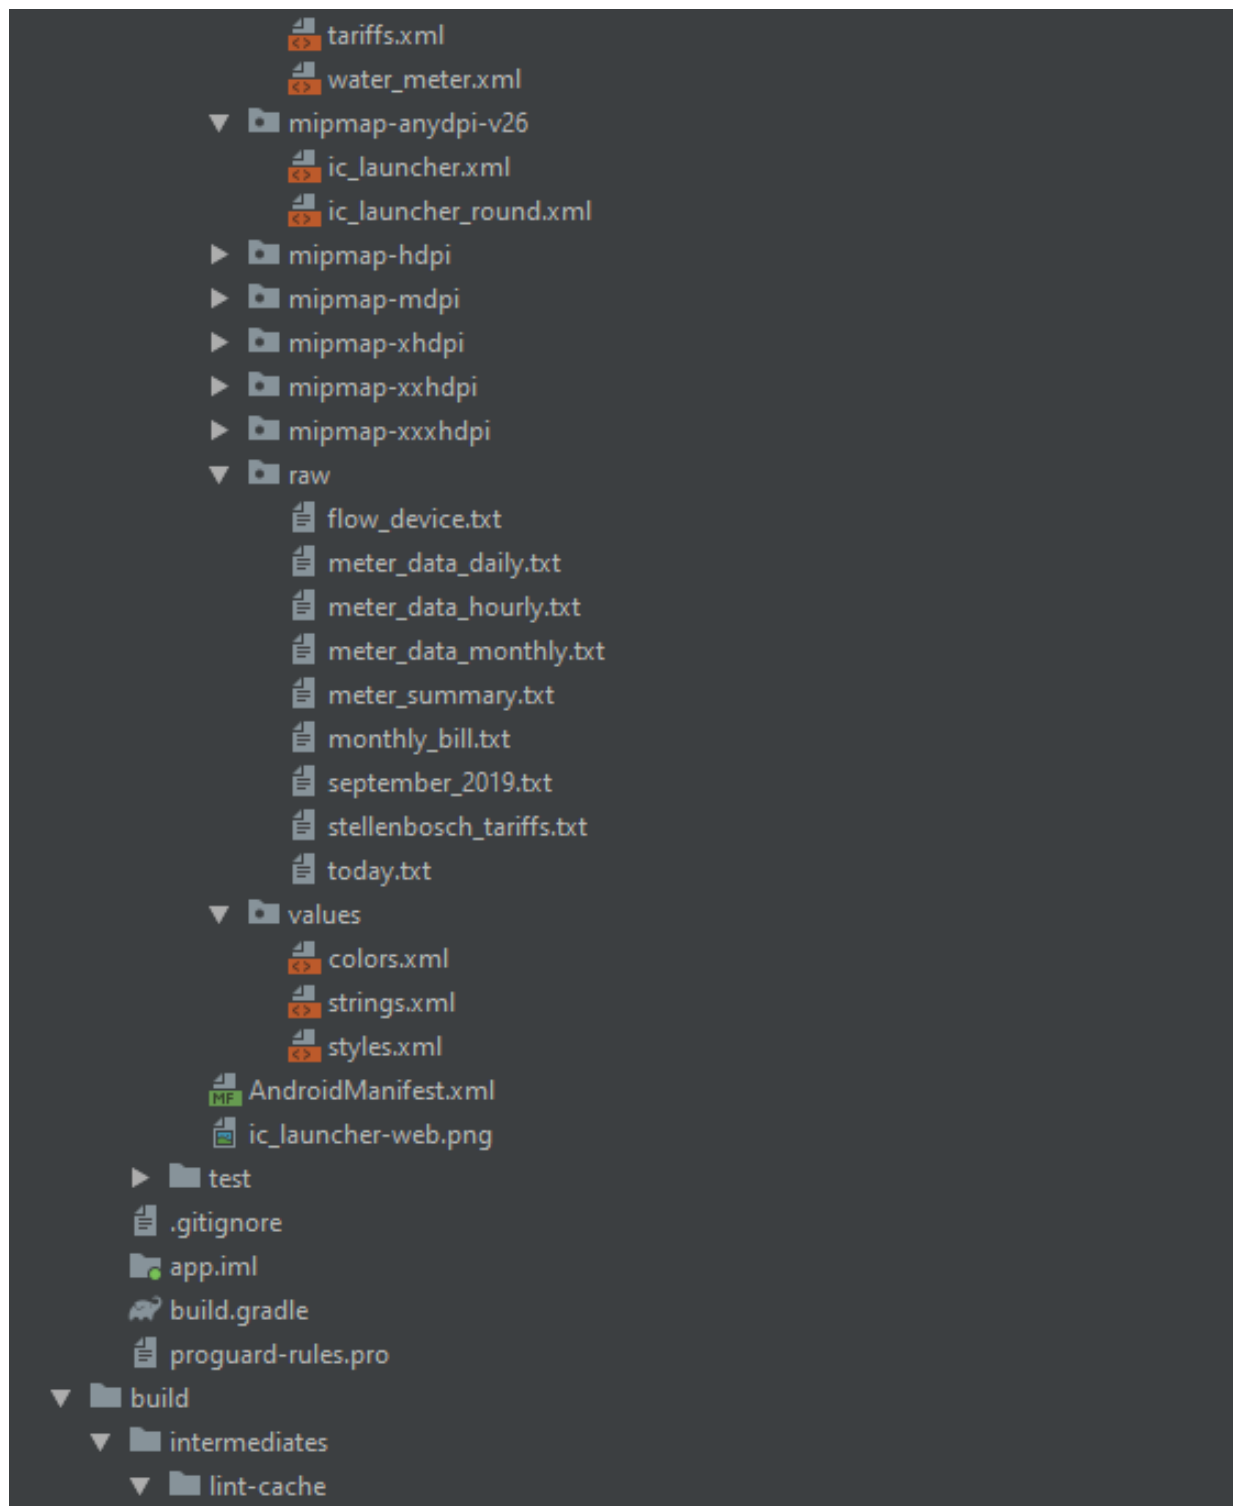 tariffs.xml
water_meter.xml
mipmap-anydpi-v26
ic_launcher.xml
ic_launcher_round.xml
mipmap-hdpi
mipmap-mdpi
mipmap-xhdpi
mipmap-xxhdpi
mipmap-xxxhdpi
raw
flow_device.txt
meter_data_daily.txt
meter_data_hourly.txt
meter_data_monthly.txt
meter_summary.txt
monthly_bill.txt
september_2019.txt
stellenbosch_tariffs.txt
today.txt
values
colors.xml
strings.xml
styles.xml
MF AndroidManifest.xml
ic_launcher-web.png
test
.gitignore
app.iml
build.gradle
proguard-rules.pro
build
intermediates
lint-cache